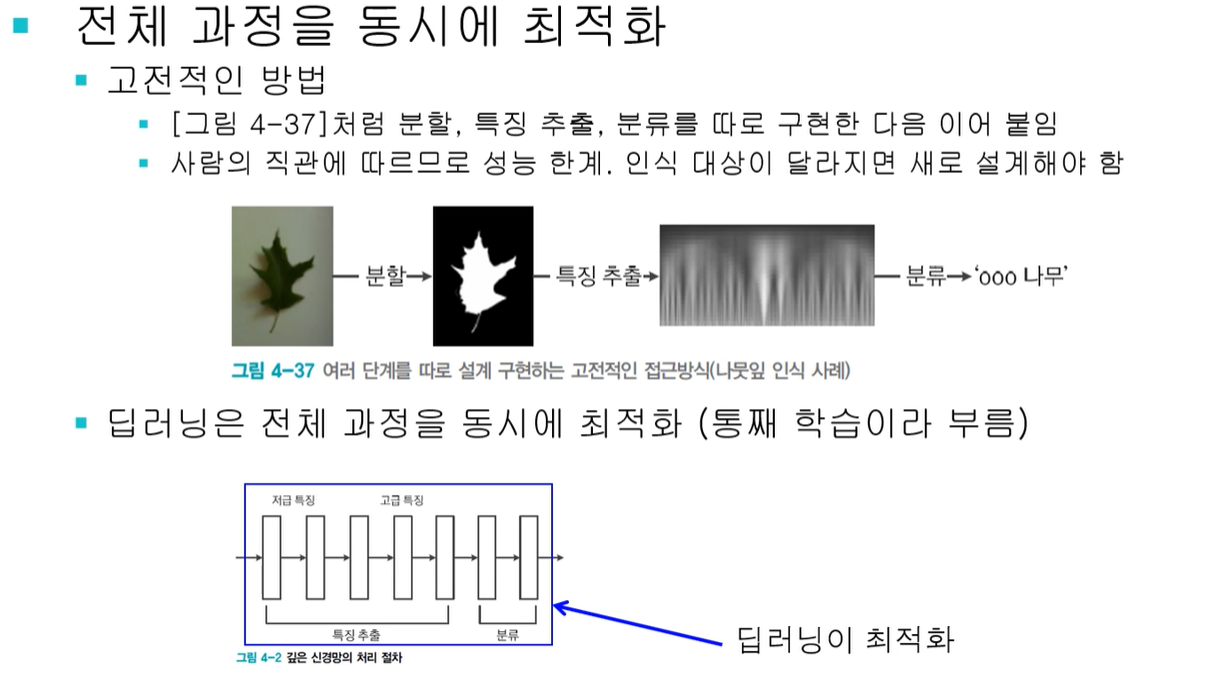 전체 과정을 동시에 최적화
고전적인 방법
[그림 4-37]처럼 분할, 특징 추출, 분류를 따로 구현한 다음 이어 붙임
사람의 직관에 따르므로 성능 한계. 인식 대상이 달라지면 새로 설계해야 함
분할 특징 추출 분류 ‘ooo 나무’
그림 4-37 여러 단계를 따로 설계 구현하는 고전적인 접근방식(나뭇잎 인식 사례)
딥러닝은 전체 과정을 동시에 최적화 (통째 학습이라 부름)
저급 특징 고급 특징
특징 추출 분류
딥러닝이 최적화
그림 4-2 깊은 신경망의 처리 절차